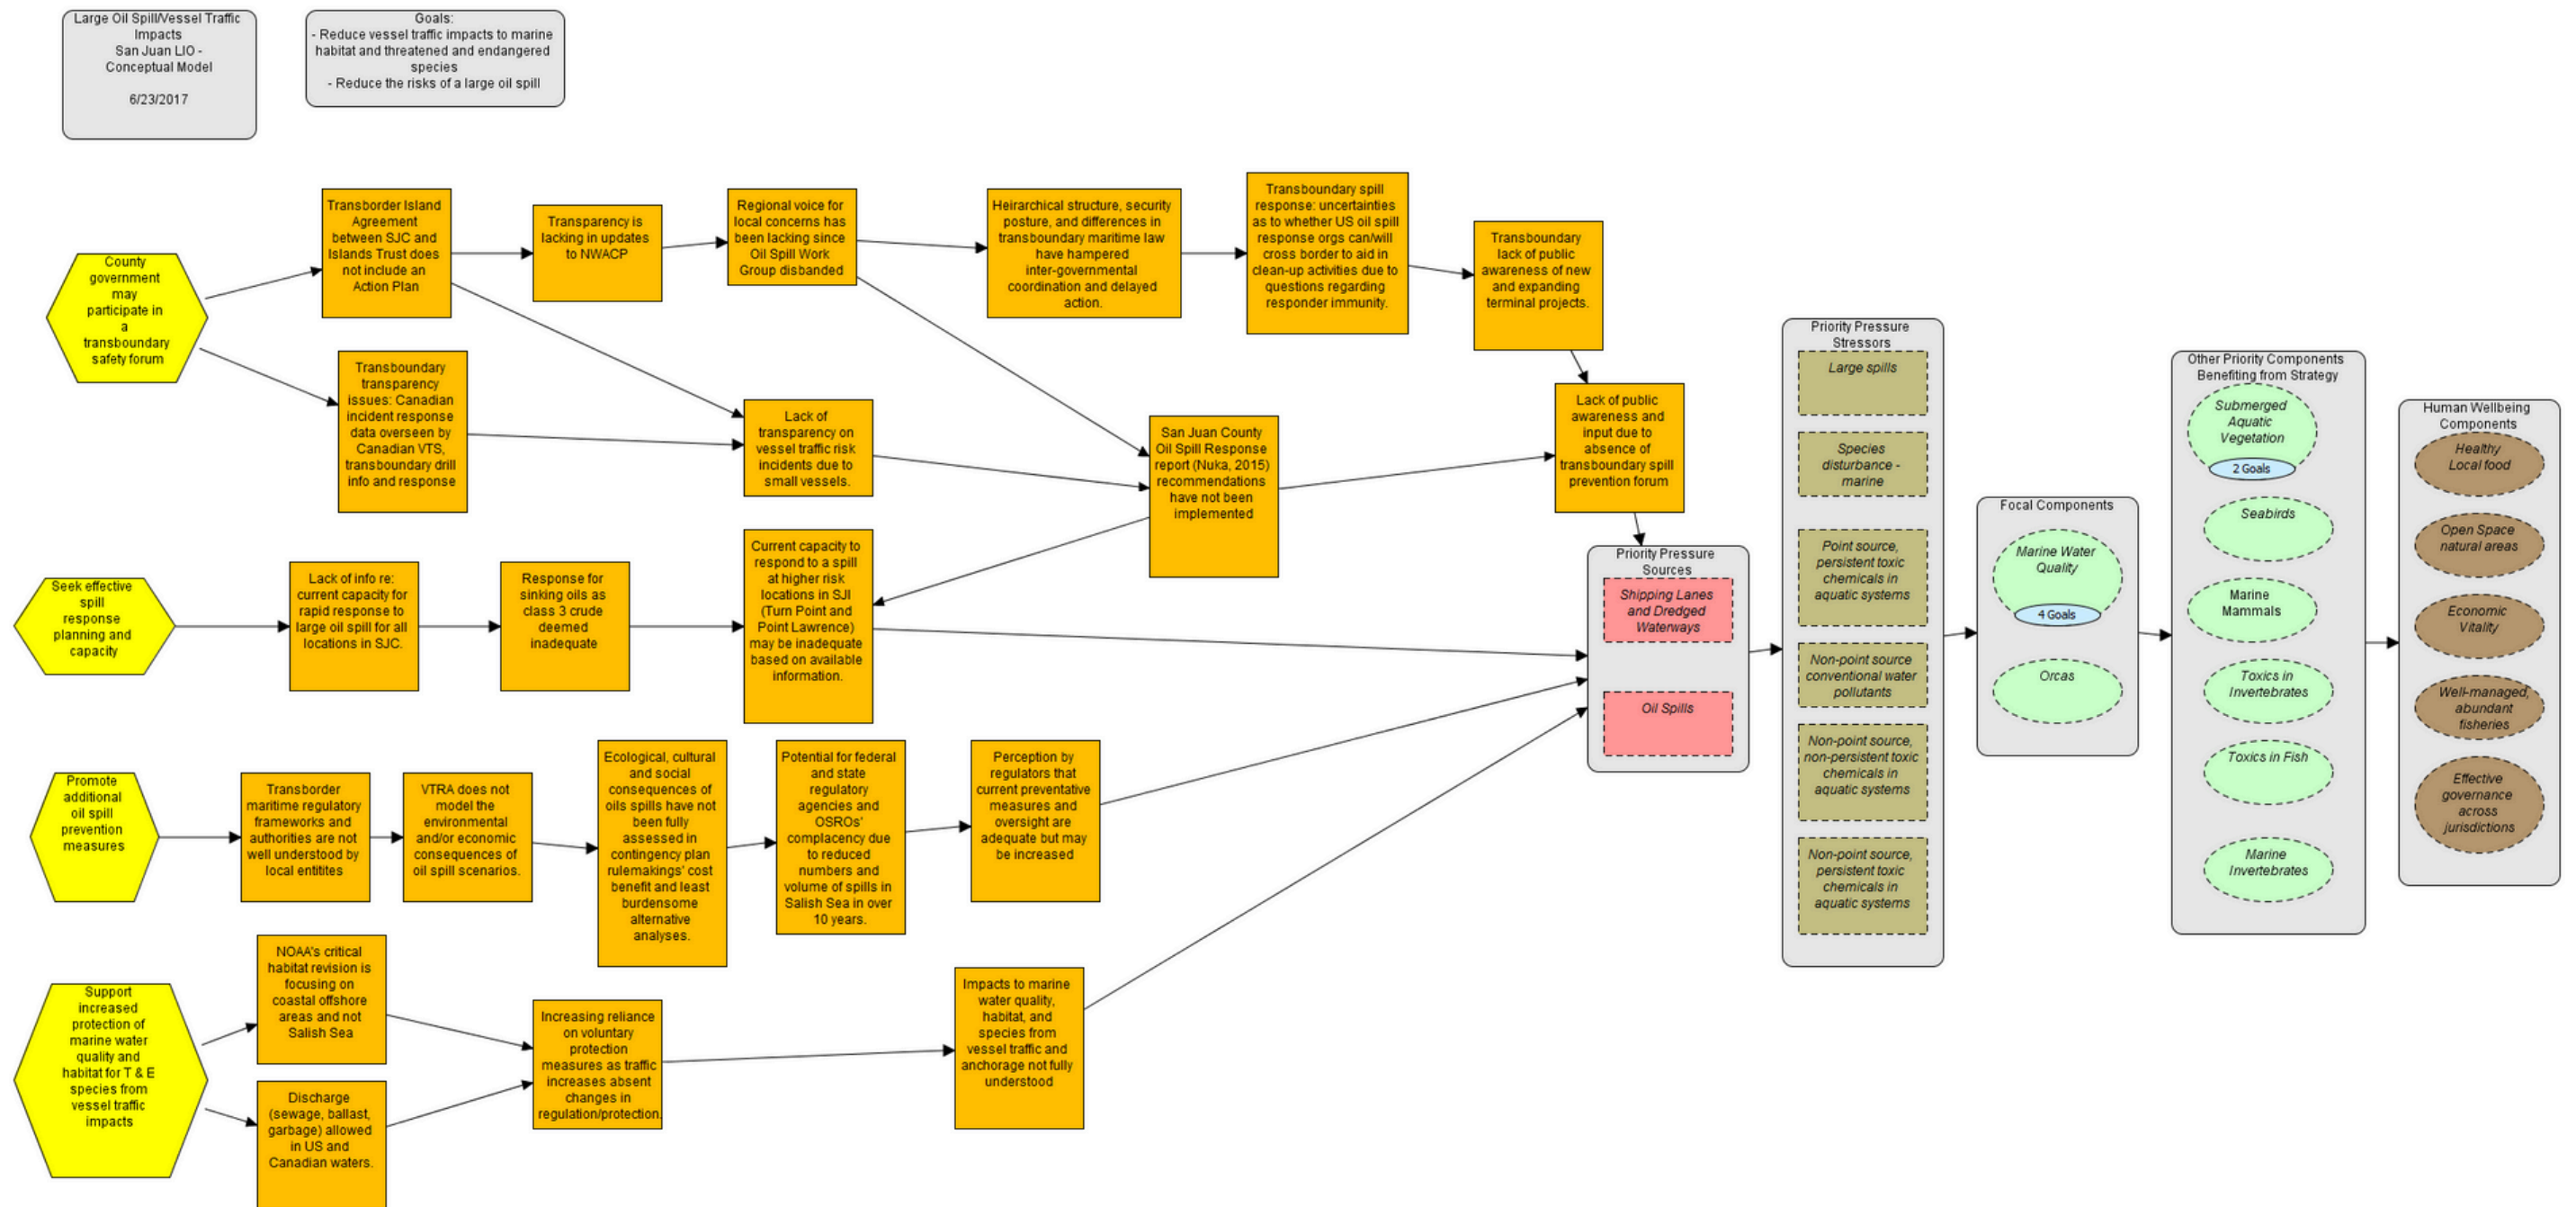 Large Oil Spill/Vessel Traffic
Impacts
San Juan LIO -
Conceptual Model
6/23/2017
Goals:
- Reduce vessel traffic impacts to marine
habitat and threatened and endangered
species
- Reduce the risks of a large oil spill
County
government
may
participate in
a
transboundary
safety forum
Transborder Island
Agreement
between SJC and
Islands Trust does
not include an
Action Plan
Transparency is
lacking in updates
to NWACP
Regional voice for
local concerns has
been lacking since
Oil Spill Work
Group disbanded
Heirarchical structure, security
posture, and differences in
transboundary maritime law
have hampered
inter-governmental
coordination and delayed
action.
Transboundary spill
response: uncertainties
as to whether US oil spill
response orgs can/will
cross border to aid in
clean-up activities due to
questions regarding
responder immunity.
Transboundary
lack of public
awareness of new
and expanding
terminal projects.
Transboundary
transparency
issues: Canadian
incident response
data overseen by
Canadian VTS,
transboundary drill
info and response
Lack of
transparency on
vessel traffic risk
incidents due to
small vessels.
San Juan County
Oil Spill Response
report (Nuka, 2015)
recommendations
have not been
implemented
Lack of public
awareness and
input due to
absence of
transboundary spill
prevention forum
Seek effective
spill
response
planning and
capacity
Lack of info re:
current capacity for
rapid response to
large oil spill for all
locations in SJC.
Response for
sinking oils as
class 3 crude
deemed
inadequate
Current capacity to
respond to a spill
at higher risk
locations in SJI
(Turn Point and
Point Lawrence)
may be inadequate
based on available
information.
Promote
additional
oil spill
prevention
measures
Transborder
maritime regulatory
frameworks and
authorities are not
well understood by
local entitites
VTRA does not
model the
environmental
and/or economic
consequences of
oil spill scenarios.
Ecological, cultural
and social
consequences of
oils spills have not
been fully
assessed in
contingency plan
rulemakings' cost
benefit and least
burdensome
alternative
analyses.
Potential for federal
and state
regulatory
agencies and
OSROs'
complacency due
to reduced
numbers and
volume of spills in
Salish Sea in over
10 years.
Perception by
regulators that
current preventative
measures and
oversight are
adequate but may
be increased
Support
increased
protection of
marine water
quality and
habitat for T & E
species from
vessel traffic
impacts
NOAA's critical
habitat revision is
focusing on
coastal offshore
areas and not
Salish Sea
Discharge
(sewage, ballast,
garbage) allowed
in US and
Canadian waters.
Increasing reliance
on voluntary
protection
measures as traffic
increases absent
changes in
regulation/protection.
Impacts to marine
water quality,
habitat, and
species from
vessel traffic and
anchorage not fully
understood
Priority Pressure
Sources
Shipping Lanes
and Dredged
Waterways
Oil Spills
Priority Pressure
Stressors
Large spills
Species
disturbance -
marine
Point source,
persistent toxic
chemicals in
aquatic systems
Non-point source
conventional water
pollutants
Non-point source,
non-persistent toxic
chemicals in
aquatic systems
Non-point source,
persistent toxic
chemicals in
aquatic systems
Focal Components
Marine Water
Quality
4 Goals
Orcas
Other Priority Components
Benefiting from Strategy
Submerged
Aquatic
Vegetation
2 Goals
Seabirds
Marine
Mammals
Toxics in
Invertebrates
Toxics in Fish
Marine
Invertebrates
Human Wellbeing
Components
Healthy
Local food
Open Space
natural areas
Economic
Vitality
Well-managed,
abundant
fisheries
Effective
governance
across
jurisdictions